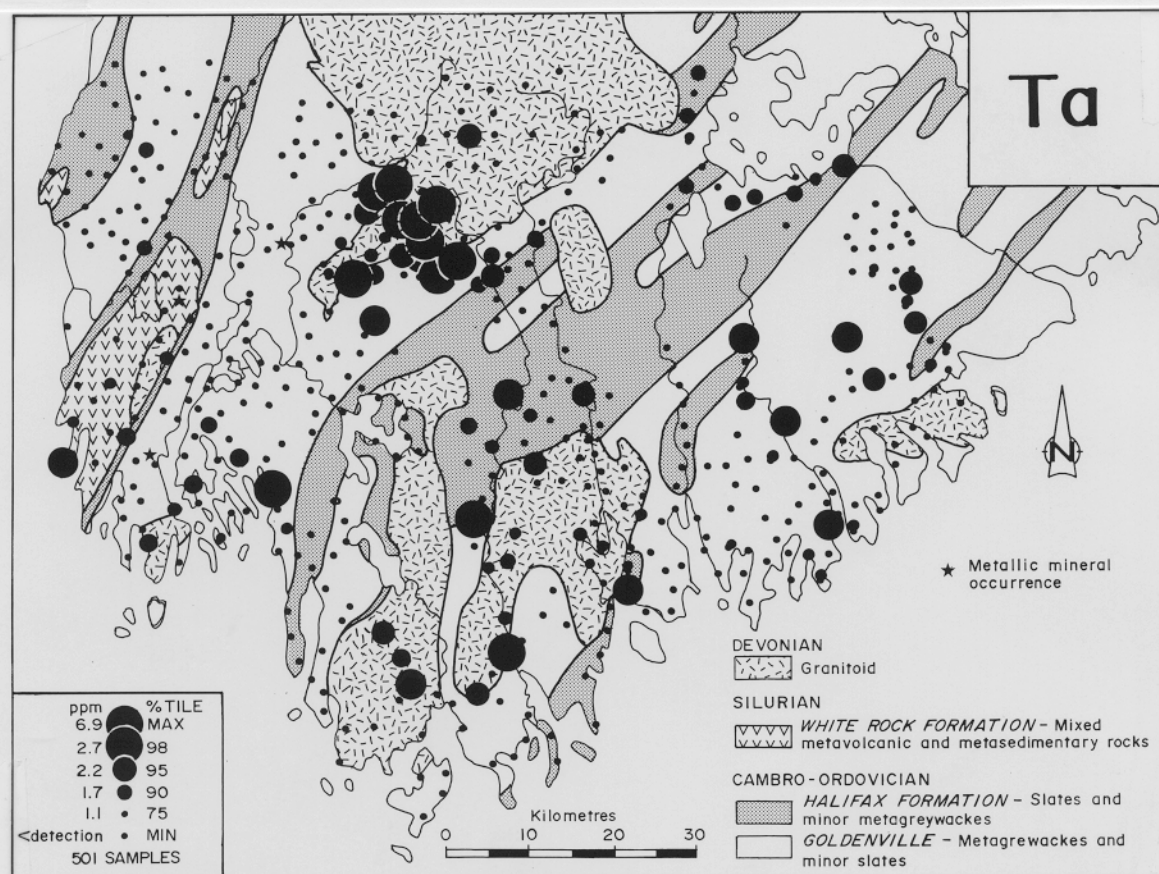 Ta
N
★ Metallic mineral
occurrence
DEVONIAN
Granitoid
SILURIAN
WHITE ROCK FORMATION – Mixed
metavolcanic and metasedimentary rocks
CAMBRO-ORDOVICIAN
HALIFAX FORMATION – Slates and
minor metagreywackes
GOLDENVILLE – Metagrewackes and
minor slates
ppm %TILE
6.9 MAX
2.7 98
2.2 95
1.7 90
1.1 75
<detection MIN
501 SAMPLES
Kilometres
0 10 20 30